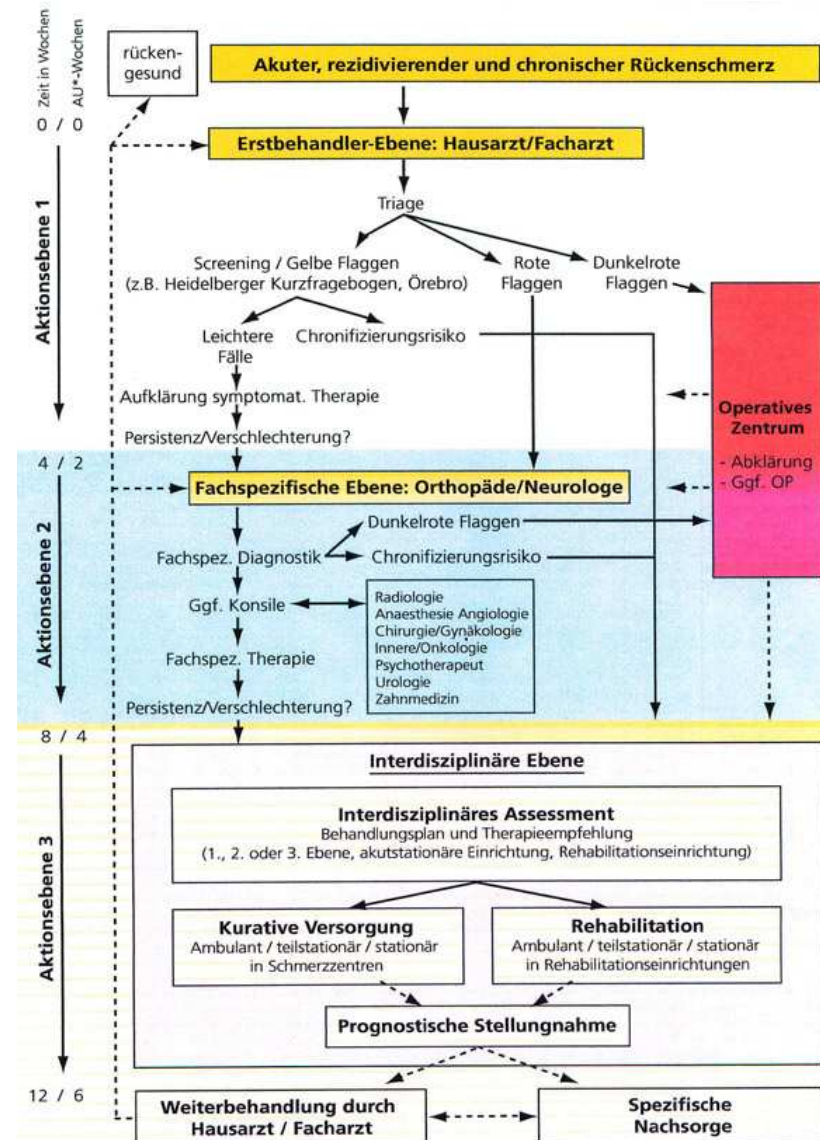 Zeit in Wochen
AU*-Wochen
0 / 0
rücken-
gesund
Akuter, rezidivierender und chronischer Rückenschmerz
Erstbehandler-Ebene: Hausarzt/Facharzt
Aktionsebene 1
Triage
Screening / Gelbe Flaggen
(z.B. Heidelberger Kurzfragebogen, Örebro)
Rote
Flaggen
Dunkelrote
Flaggen
Leichtere
Fälle
Chronifizierungsrisiko
Aufklärung symptomat. Therapie
Persistenz/Verschlechterung?
Operatives
Zentrum
- Abklärung
- Ggf. OP
4 / 2
Fachspezifische Ebene: Orthopäde/Neurologe
Aktionsebene 2
Dunkelrote Flaggen
Fachspez. Diagnostik
Chronifizierungsrisiko
Ggf. Konsile
Radiologie
Anaesthesie Angiologie
Chirurgie/Gynäkologie
Innere/Onkologie
Psychotherapeut
Urologie
Zahnmedizin
Fachspez. Therapie
Persistenz/Verschlechterung?
8 / 4
Aktionsebene 3
Interdisziplinäre Ebene
Interdisziplinäres Assessment
Behandlungsplan und Therapieempfehlung
(1., 2. oder 3. Ebene, akutstationäre Einrichtung, Rehabilitationseinrichtung)
Kurative Versorgung
Ambulant / teilstationär / stationär
in Schmerzzentren
Rehabilitation
Ambulant / teilstationär / stationär
in Rehabilitationseinrichtungen
Prognostische Stellungnahme
12 / 6
Weiterbehandlung durch
Hausarzt / Facharzt
Spezifische
Nachsorge